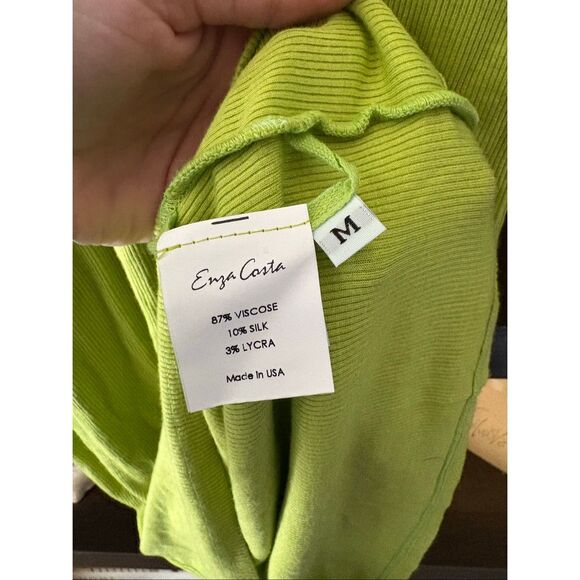 Enza Costa
87% VISCOSE
10% SILK
3% LYCRA
Made in USA
M